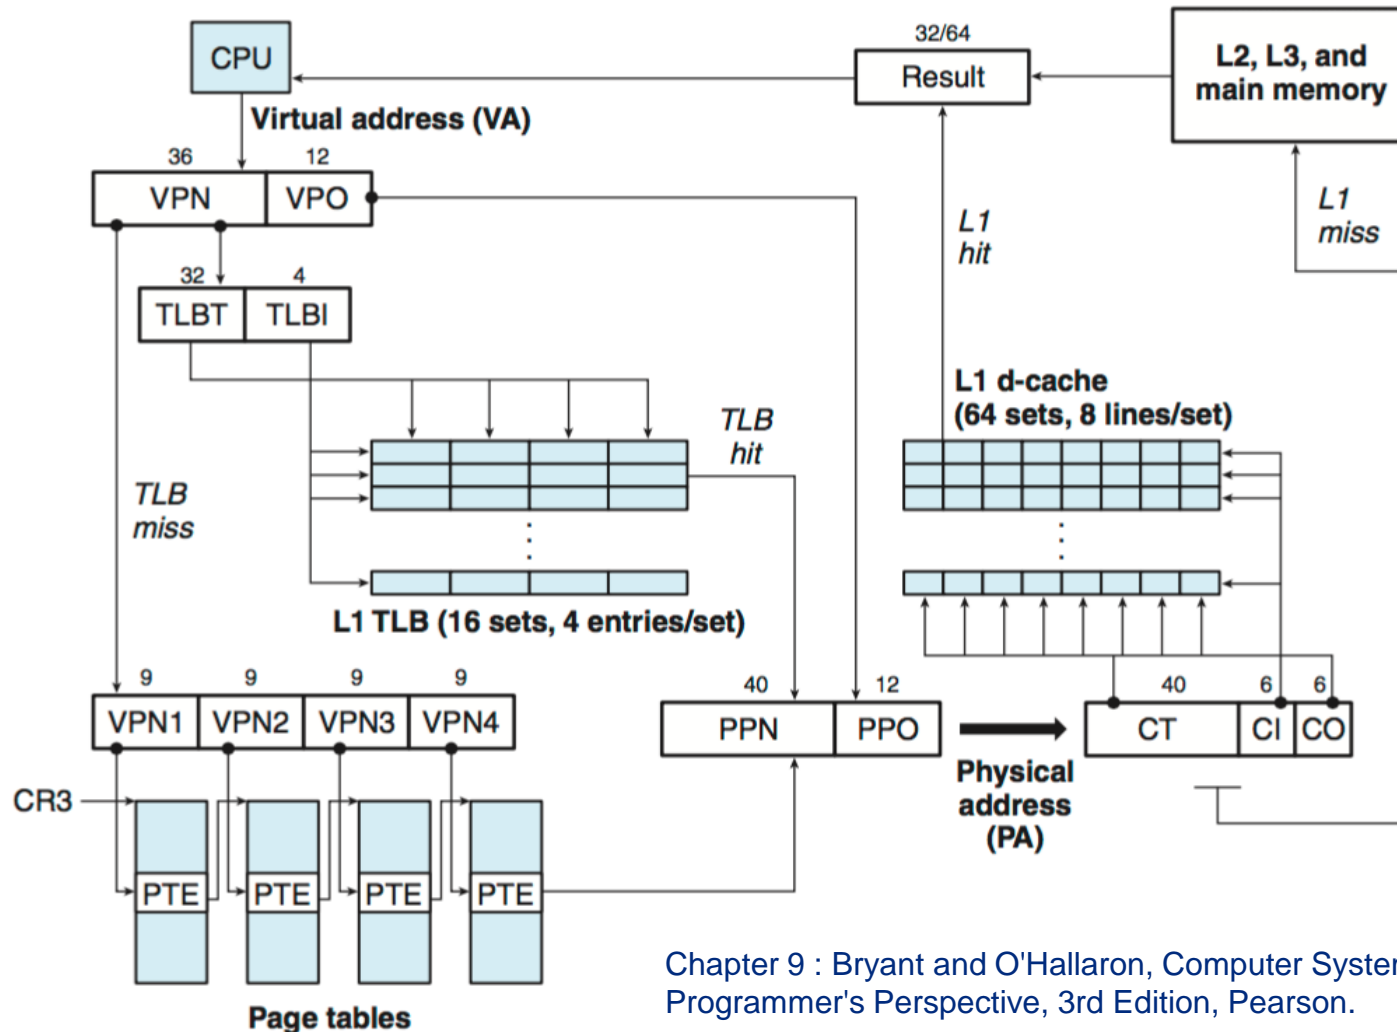 CPU
Virtual address (VA)
36
12
VPN
VPO
32
4
TLBT
TLBI
TLB
miss
TLB
hit
L1 TLB (16 sets, 4 entries/set)
9
9
9
9
VPN1
VPN2
VPN3
VPN4
CR3
PTE
PTE
PTE
PTE
Page tables
32/64
Result
L2, L3, and
main memory
L1
hit
L1
miss
L1 d-cache
(64 sets, 8 lines/set)
40
12
PPN
PPO
Physical
address
(PA)
40
6
6
CT
CI
CO
Chapter 9 : Bryant and O'Hallaron, Computer System
Programmer's Perspective, 3rd Edition, Pearson.